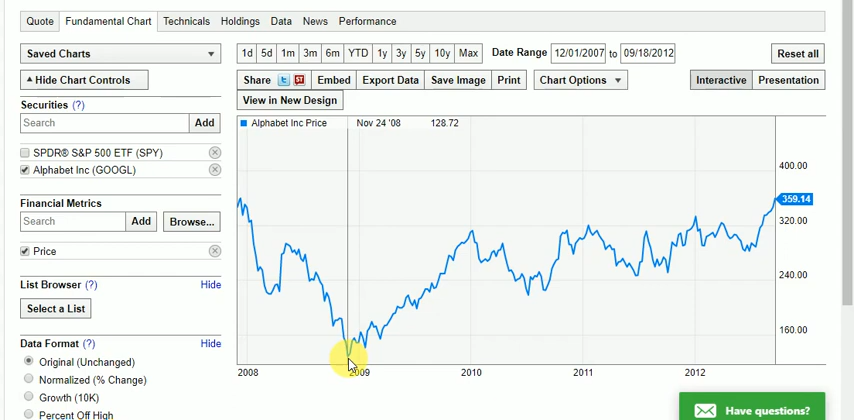 Quote Fundamental Chart Technicals Holdings Data News Performance
Saved Charts
1d 5d 1m 3m 6m YTD 1y 3y 5y 10y Max Date Range 12/01/2007 to 09/18/2012 Reset all
Hide Chart Controls
Share Embed Export Data Save Image Print Chart Options Interactive Presentation
View in New Design
Securities (?)
Search Add
SPDR® S&P 500 ETF (SPY)
Alphabet Inc (GOOGL)
Financial Metrics
Search Add Browse...
Price
List Browser (?) Hide
Select a List
Data Format (?) Hide
Original (Unchanged)
Normalized (% Change)
Growth (10K)
Percent Off High
Alphabet Inc Price Nov 24 '08 128.72
400.00
359.14
320.00
240.00
160.00
2008 2009 2010 2011 2012
Have questions?